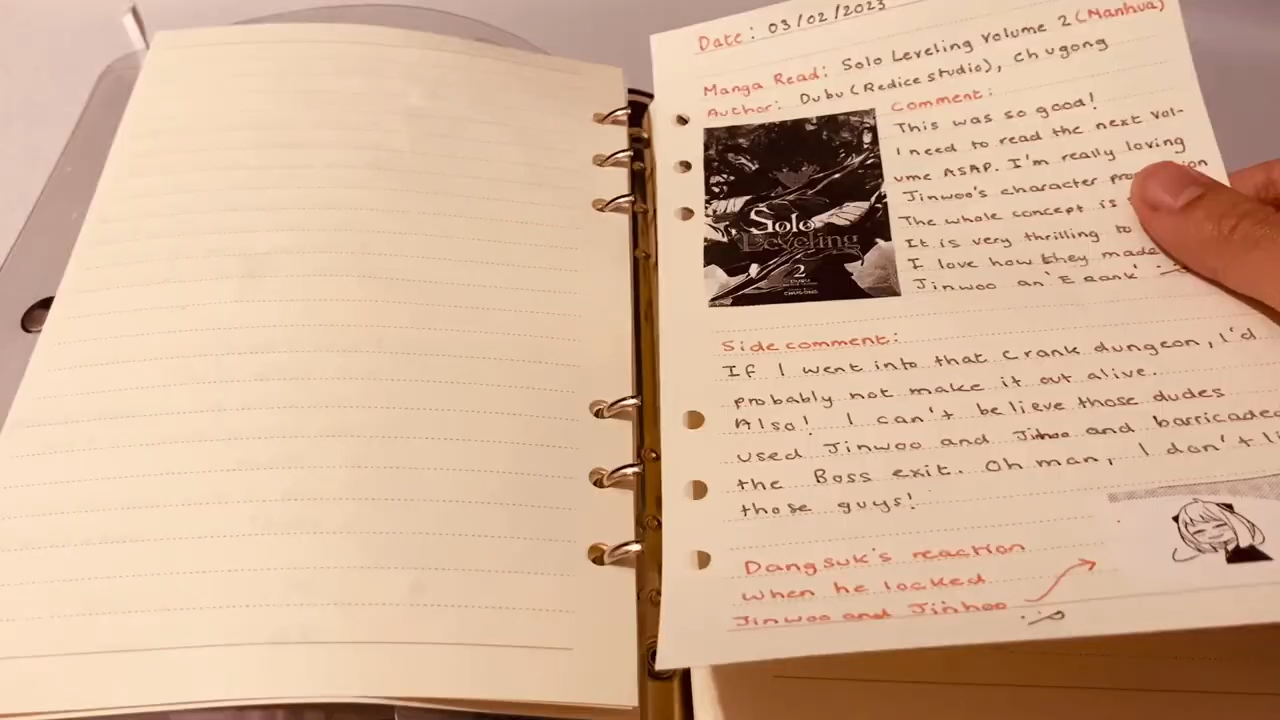 Date: 03/02/2023
Manga Read: Solo Leveling Volume 2 (Manhua)
Author: Dubu (Redice studio), Chugong
Comment:
This was so good!
I need to read the next vol-
ume ASAP. I'm really loving
Jinwoo's character
The whole concept is
It is very thrilling to
I love how they made
Jinwoo an 'E rank'
Solo
Leveling
2
DUBU
CHUGONG
Side comment:
If I went into that C rank dungeon, I'd
probably not make it out alive.
Also! I can't believe those dudes
used Jinwoo and Jinhoo and barricaded
the Boss exit. Oh man, I don't
those guys!
Dangsuk's reaction
when he locked
Jinwoo and Jinhoo